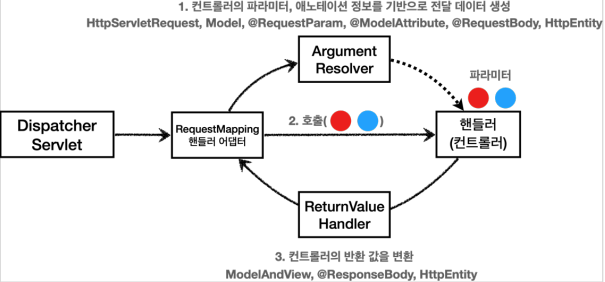 1. 컨트롤러의 파라미터, 애노테이션 정보를 기반으로 전달 데이터 생성
HttpServletRequest, Model, @RequestParam, @ModelAttribute, @RequestBody, HttpEntity
Argument
Resolver
파라미터
Dispatcher
Servlet
RequestMapping
핸들러 어댑터
2. 호출( )
핸들러
(컨트롤러)
ReturnValue
Handler
3. 컨트롤러의 반환 값을 변환
ModelAndView, @ResponseBody, HttpEntity